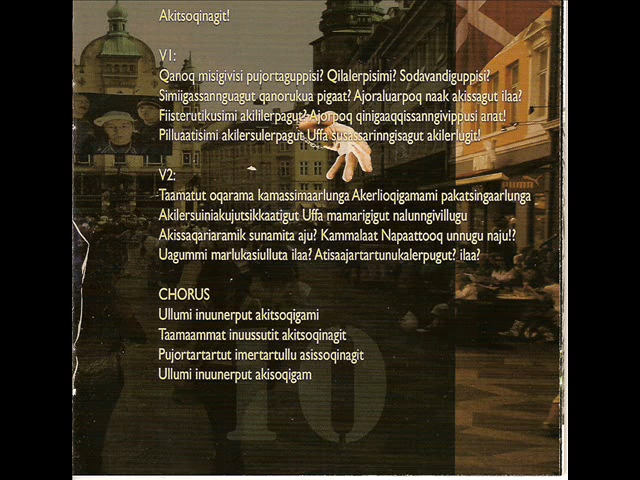 Akitsoqinagit!
V1:
Qanoq misigivisi pujortaguppisi? Qilalerpisimi? Sodavandiguppisi?
Simiigassannguagut qanorukua pigaat? Ajoraluarpoq naak akissagut ilaa?
Fiisterutikusimi akililerpagut? Ajorpoq qinigaaqqissanngivippusi anat!
Pilluaatisimi akilersulerpagut Uffa susassarinngisagut akilerlugit!
V2:
Taamatut oqarama kamassimaarlunga Akerlioqigamami pakatsingaarlunga
Akilersuiniakujutsikkaatigut Uffa mamarigigut nalunngivillugu
Akissaqariaramik sunamita aju? Kammalaat Napaattooq unnugu naju!?
Uagummi marlukasiulluta ilaa? Atisaajartartunukalerpugut? ilaa?
CHORUS
Ullumi inuunerput akitsoqigami
Taamaammat inuussutit akitsoqinagit
Pujortartartut imertartullu asissoqinagit
Ullumi inuunerput akisoqigam
10